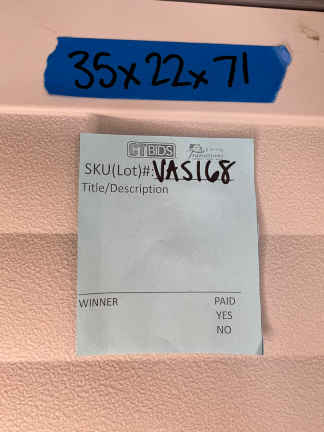 35x22x71
CTBIDS
SKU(Lot)#:VAS168
Title/Description
WINNER PAID
YES
NO